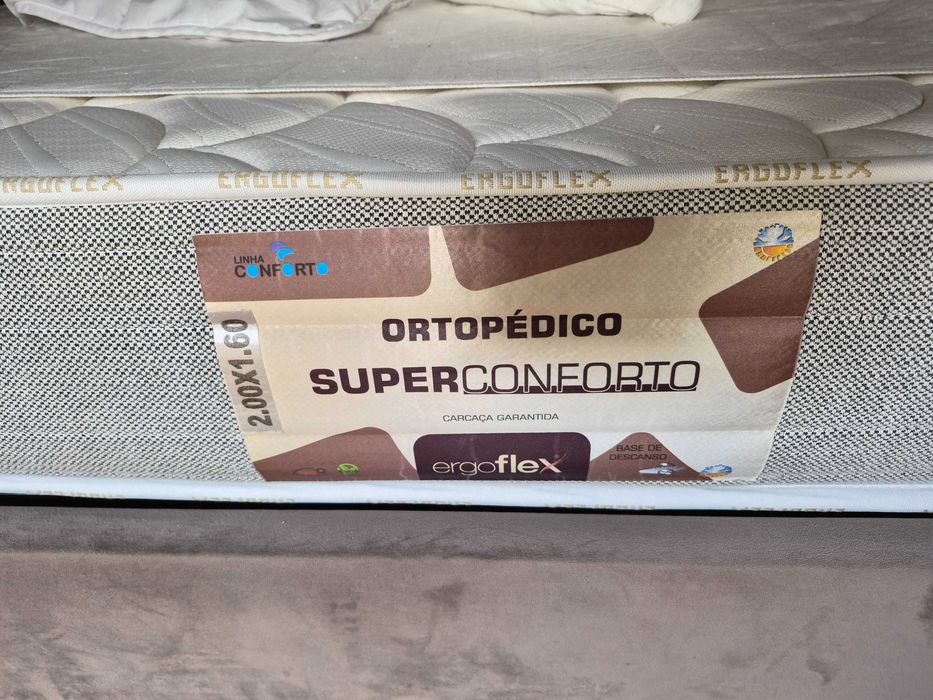 ERGOFLEX ERGOFLEX ERGOFLEX ERGOFLEX
LINHA
CONFORTO
2.00X1.60
ORTOPÉDICO
SUPERCONFORTO
CARCAÇA GARANTIDA
ergoflex
BASE DE
DESCANSO